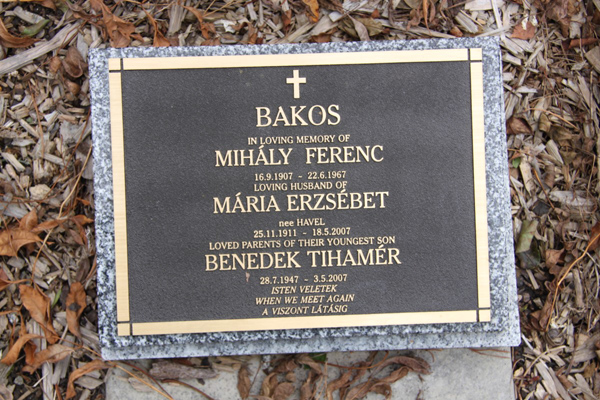 BAKOS
IN LOVING MEMORY OF
MIHÁLY FERENC
16.9.1907 - 22.6.1967
LOVING HUSBAND OF
MÁRIA ERZSÉBET
nee HAVEL
25.11.1911 - 18.5.2007
LOVED PARENTS OF THEIR YOUNGEST SON
BENEDEK TIHAMÉR
28.7.1947 - 3.5.2007
ISTEN VELETEK
WHEN WE MEET AGAIN
A VISZONT LÁTÁSIG